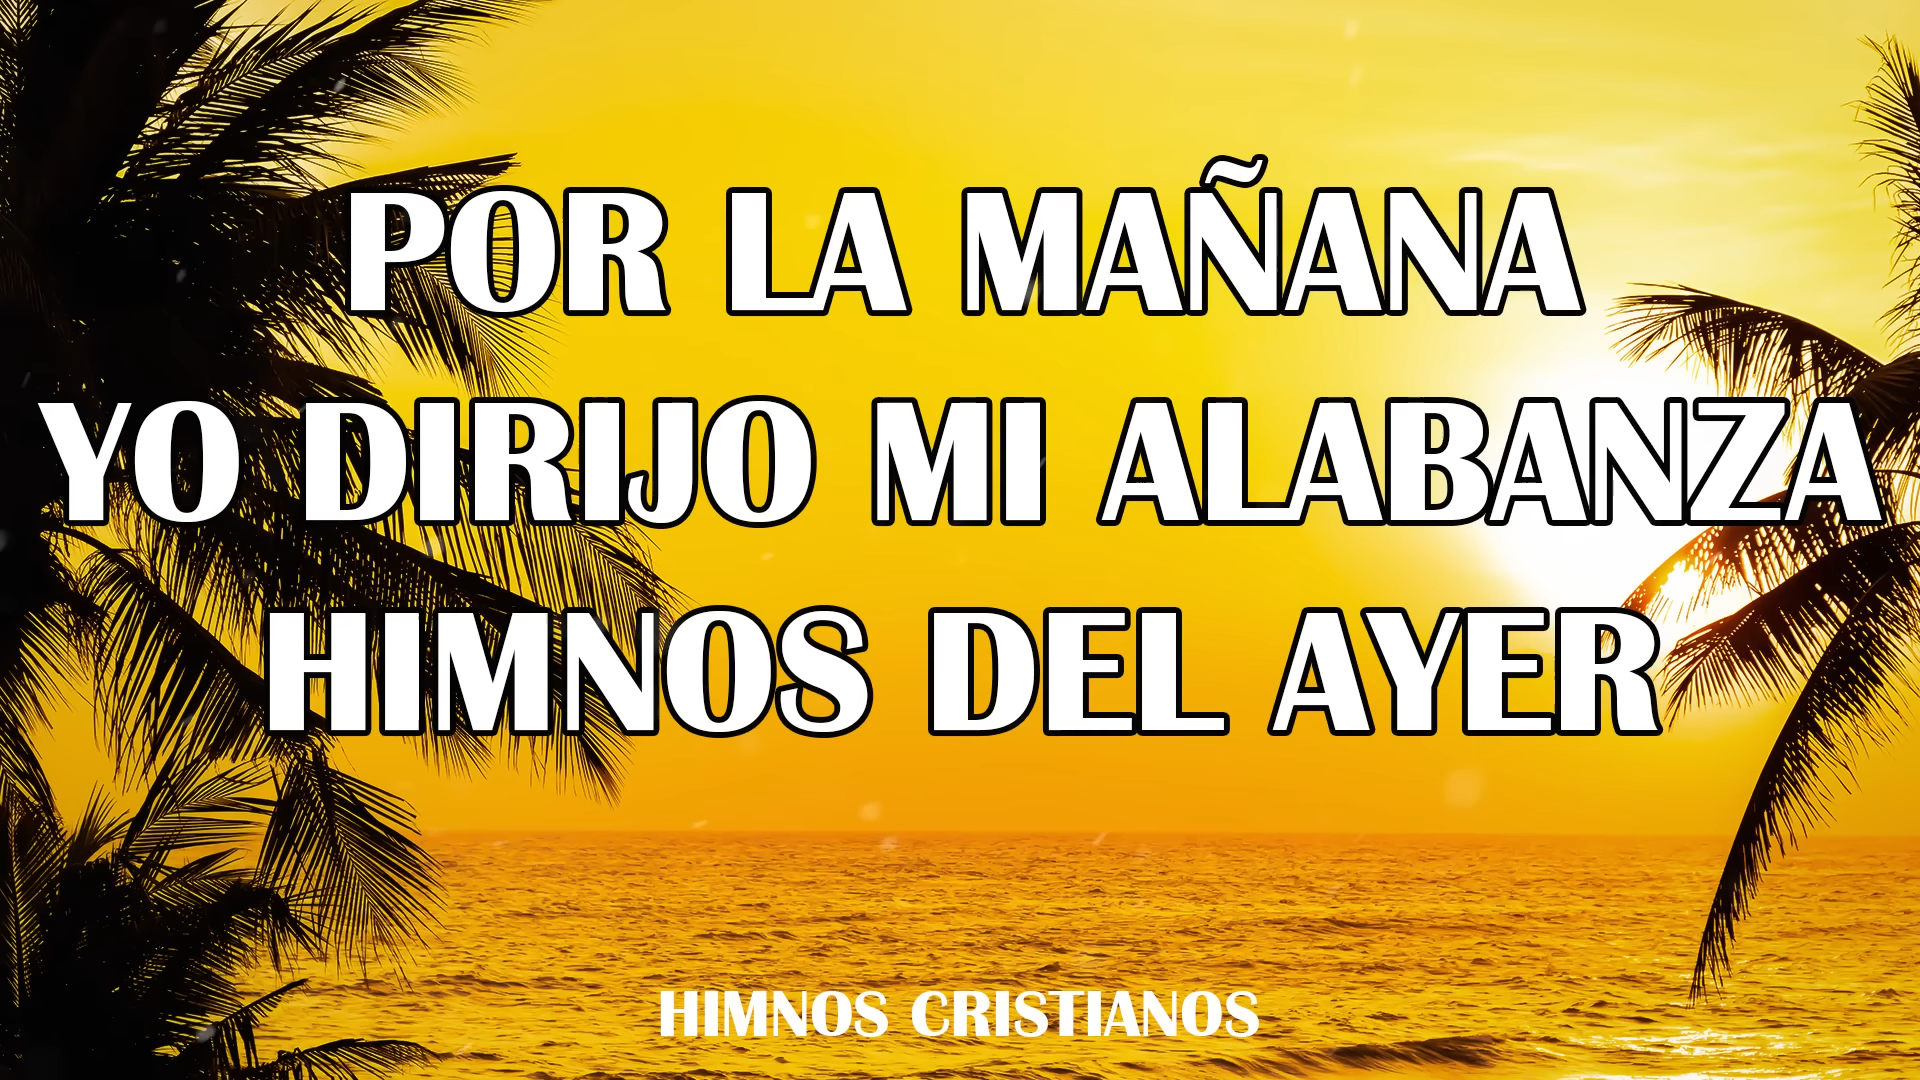 POR LA MAÑANA
YO DIRIJO MI ALABANZA
HIMNOS DEL AYER
HIMNOS CRISTIANOS